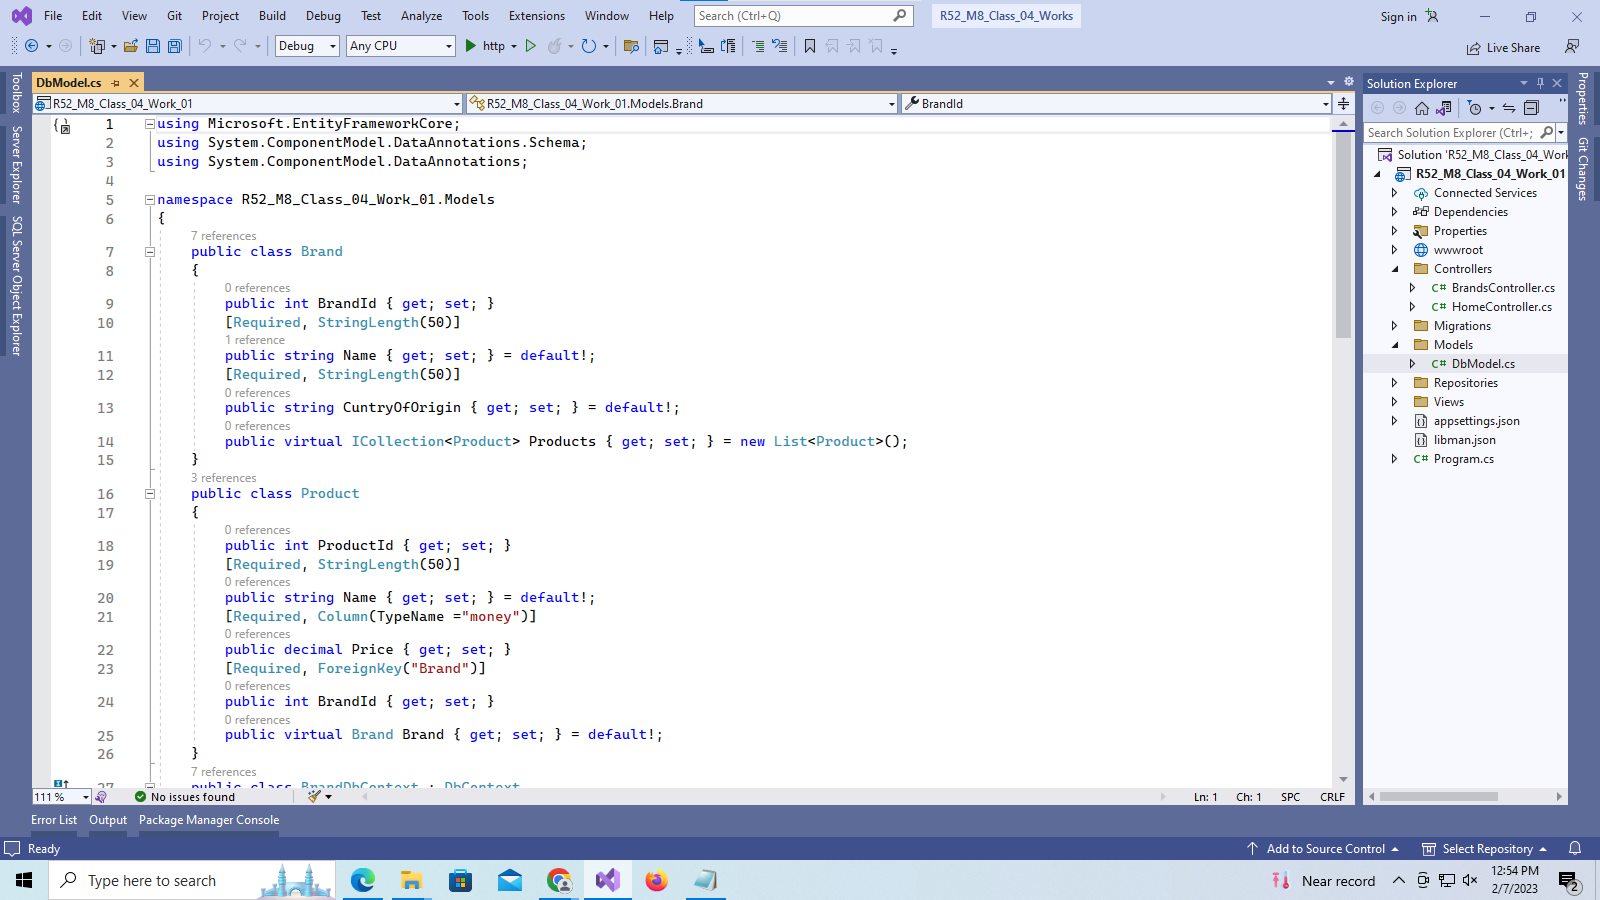 File Edit View Git Project Build Debug Test Analyze Tools Extensions Window Help Search (Ctrl+Q) R52_M8_Class_04_Works Sign in
Debug Any CPU http Live Share
DbModel.cs
R52_M8_Class_04_Work_01 R52_M8_Class_04_Work_01.Models.Brand BrandId
Toolbox
Server Explorer
SQL Server Object Explorer
1 using Microsoft.EntityFrameworkCore;
2 using System.ComponentModel.DataAnnotations.Schema;
3 using System.ComponentModel.DataAnnotations;
4
5 namespace R52_M8_Class_04_Work_01.Models
6 {
7 references
7 public class Brand
8 {
0 references
9 public int BrandId { get; set; }
10 [Required, StringLength(50)]
1 reference
11 public string Name { get; set; } = default!;
12 [Required, StringLength(50)]
0 references
13 public string CuntryOfOrigin { get; set; } = default!;
0 references
14 public virtual ICollection<Product> Products { get; set; } = new List<Product>();
15 }
3 references
16 public class Product
17 {
0 references
18 public int ProductId { get; set; }
19 [Required, StringLength(50)]
0 references
20 public string Name { get; set; } = default!;
21 [Required, Column(TypeName ="money")]
0 references
22 public decimal Price { get; set; }
23 [Required, ForeignKey("Brand")]
0 references
24 public int BrandId { get; set; }
0 references
25 public virtual Brand Brand { get; set; } = default!;
26 }
7 references
27 public class BrandDbContext : DbContext
111 % No issues found Ln: 1 Ch: 1 SPC CRLF
Solution Explorer
Search Solution Explorer (Ctrl+;
Solution 'R52_M8_Class_04_Work
R52_M8_Class_04_Work_01
Connected Services
Dependencies
Properties
wwwroot
Controllers
C# BrandsController.cs
C# HomeController.cs
Migrations
Models
C# DbModel.cs
Repositories
Views
appsettings.json
libman.json
C# Program.cs
Properties
Git Changes
Error List Output Package Manager Console
Ready Add to Source Control Select Repository
Type here to search Near record 12:54 PM
2/7/2023
2